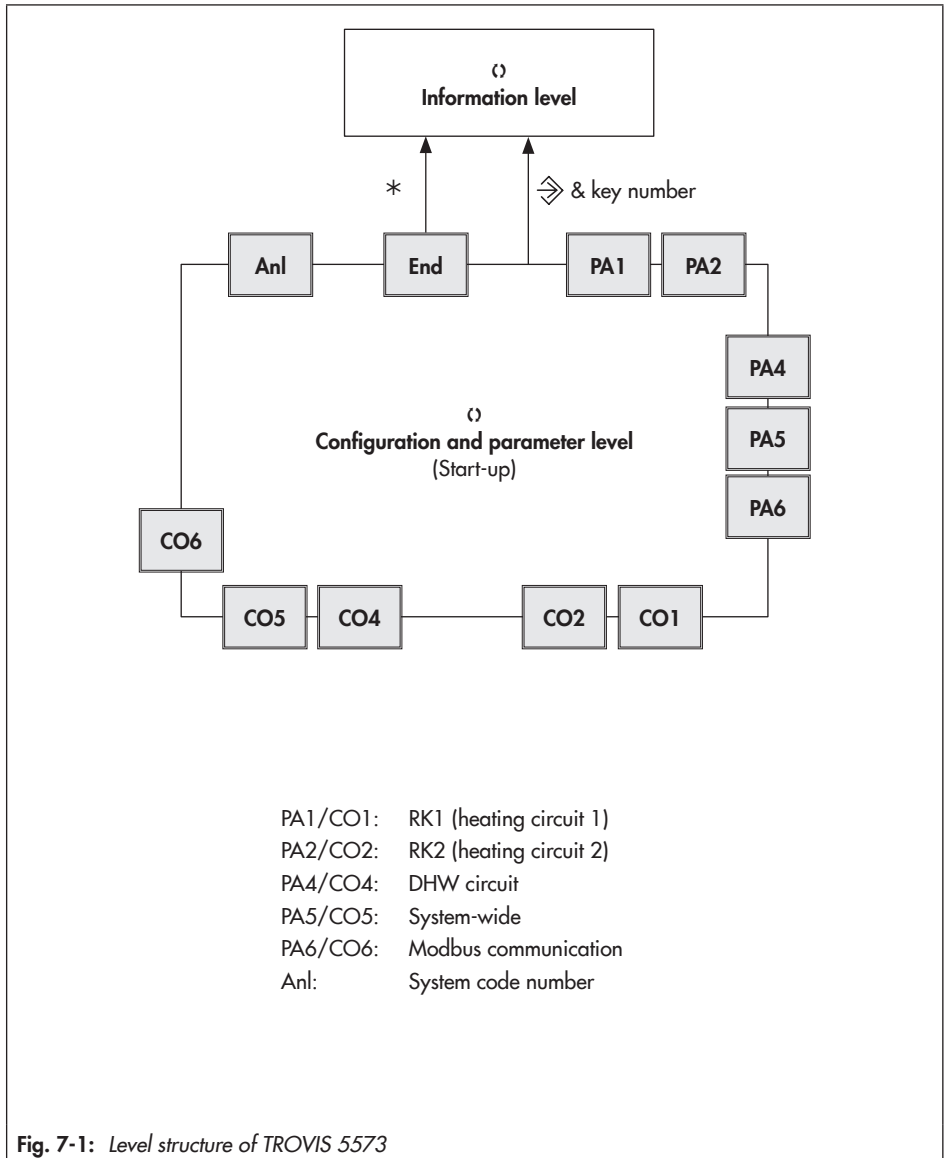 Information level
*
& key number
Anl
End
PA1
PA2
PA4
PA5
PA6
Configuration and parameter level
(Start-up)
CO6
CO5
CO4
CO2
CO1
PA1/CO1: RK1 (heating circuit 1)
PA2/CO2: RK2 (heating circuit 2)
PA4/CO4: DHW circuit
PA5/CO5: System-wide
PA6/CO6: Modbus communication
Anl: System code number
Fig. 7-1: Level structure of TROVIS 5573